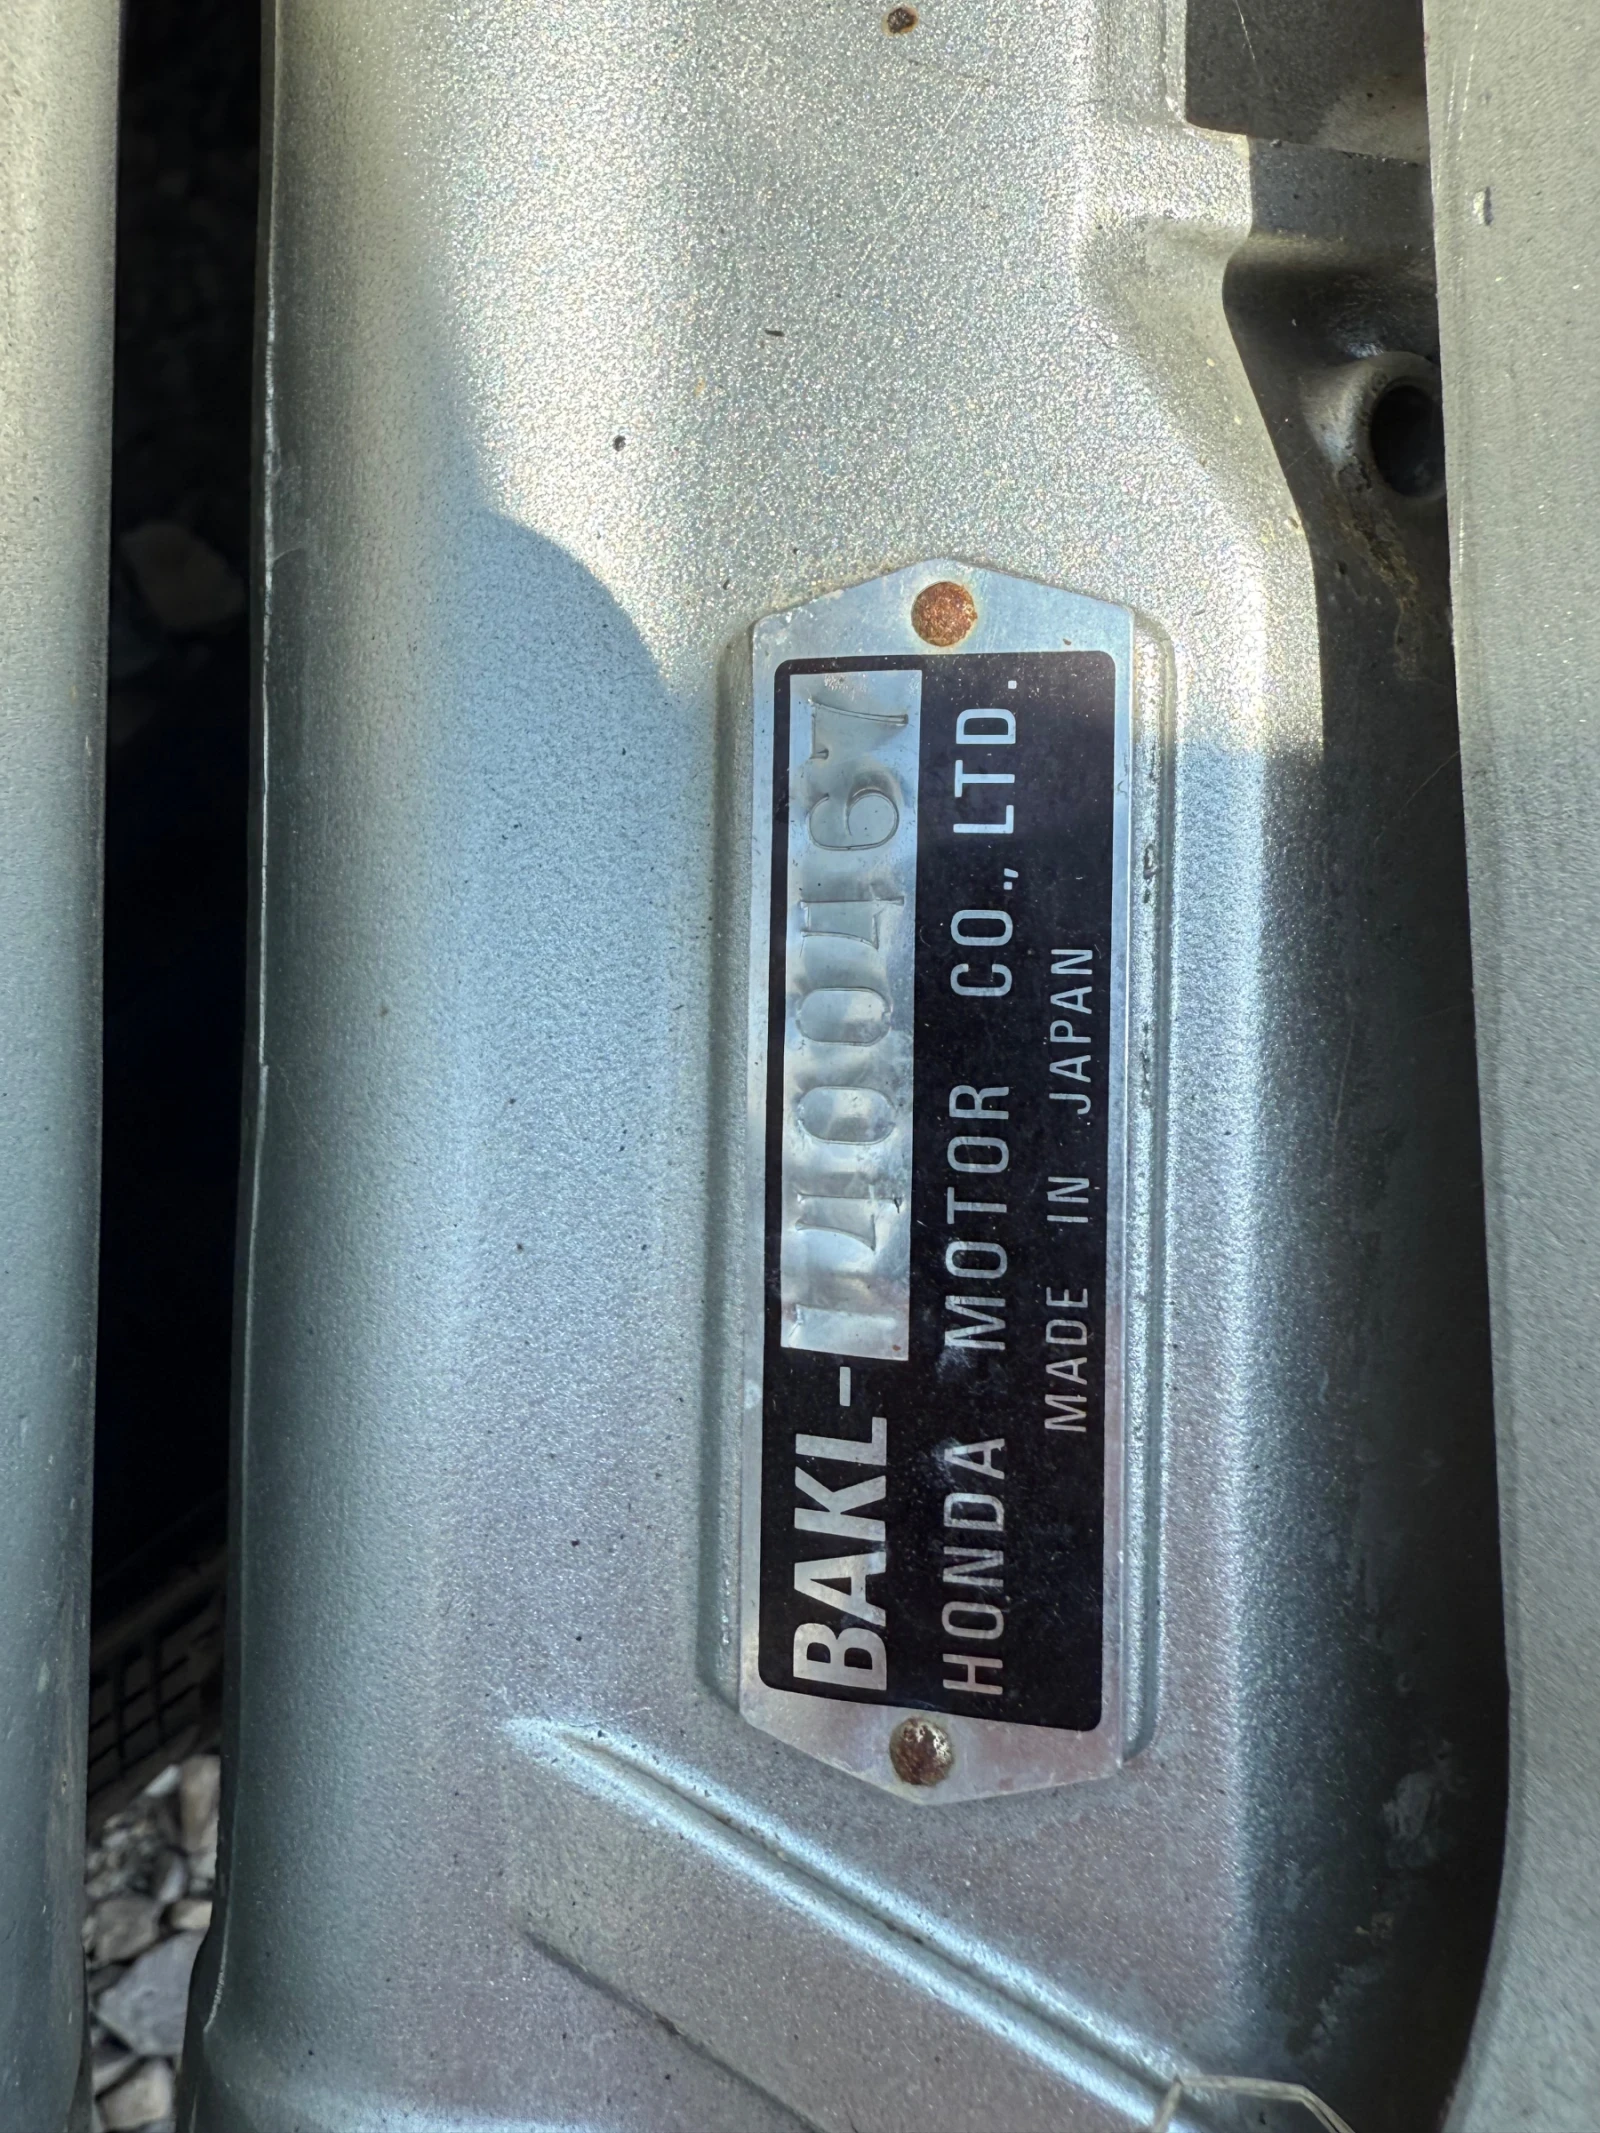 BAKL-1400467
HONDA MOTOR CO., LTD.
MADE IN JAPAN